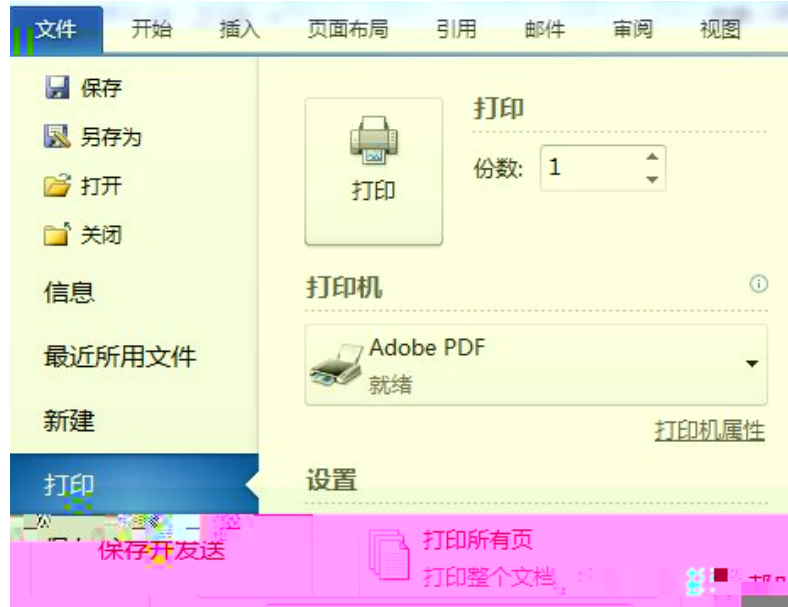 文件 开始 插入 页面布局 引用 邮件 审阅 视图
保存
另存为
打开
关闭
信息
最近所用文件
新建
打印
保存并发送
打印
打印
份数: 1
打印机
Adobe PDF
就绪
打印机属性
设置
打印所有页
打印整个文档